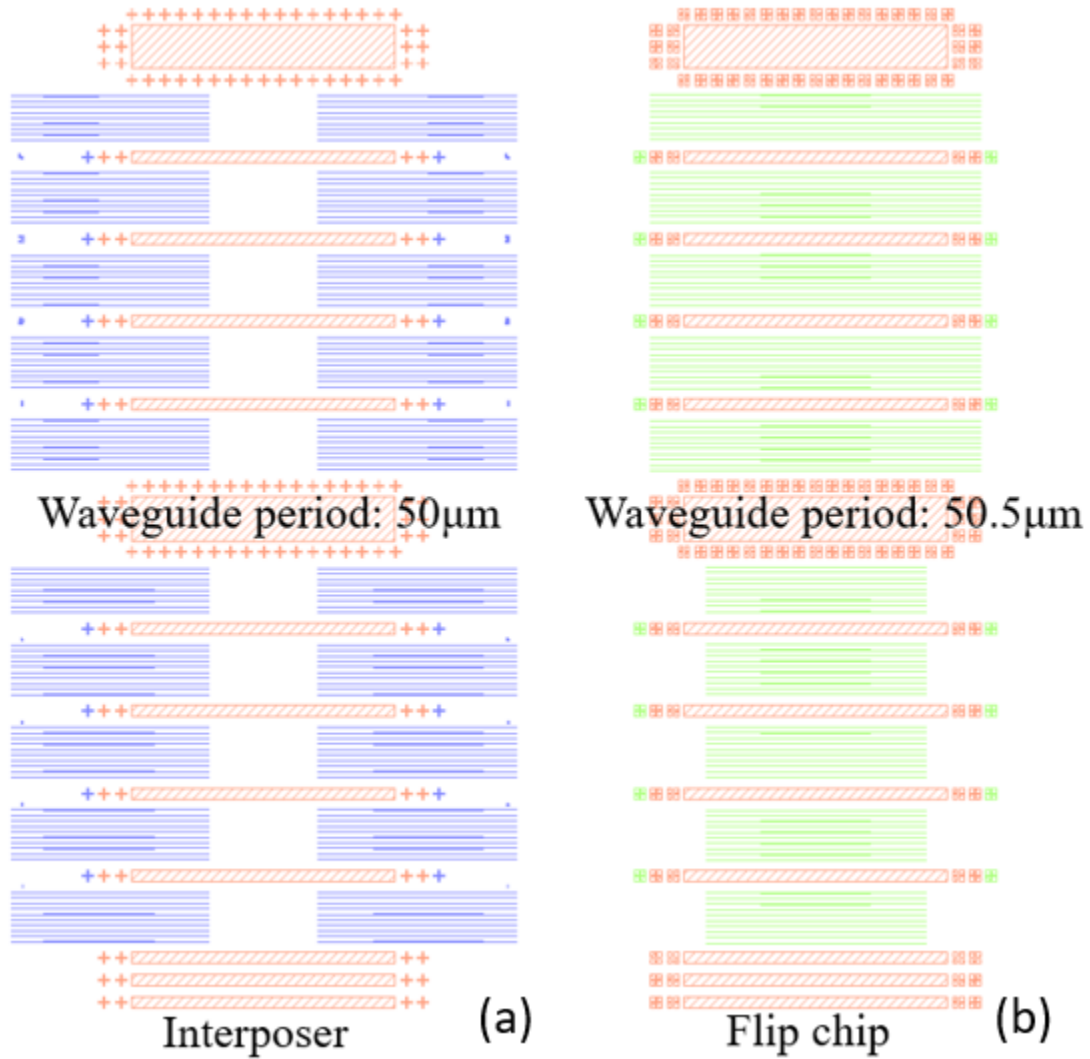 Waveguide period: 50μm
Waveguide period: 50.5μm
(a)
(b)
Interposer
Flip chip